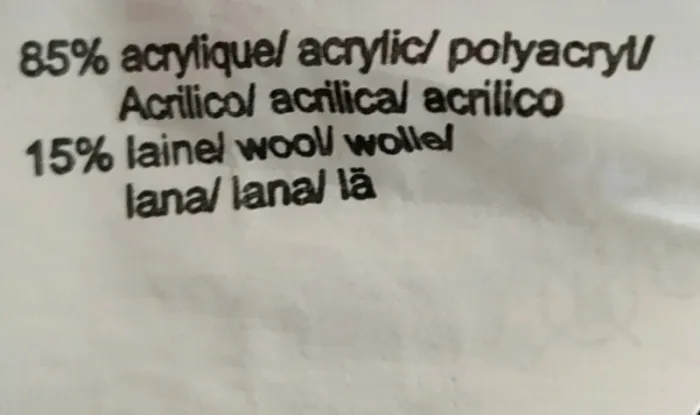 85% acrylique/ acrylic/ polyacryl/
Acrilico/ acrilica/ acrilico
15% laine/ wool/ wolle/
lana/ lana/ lã